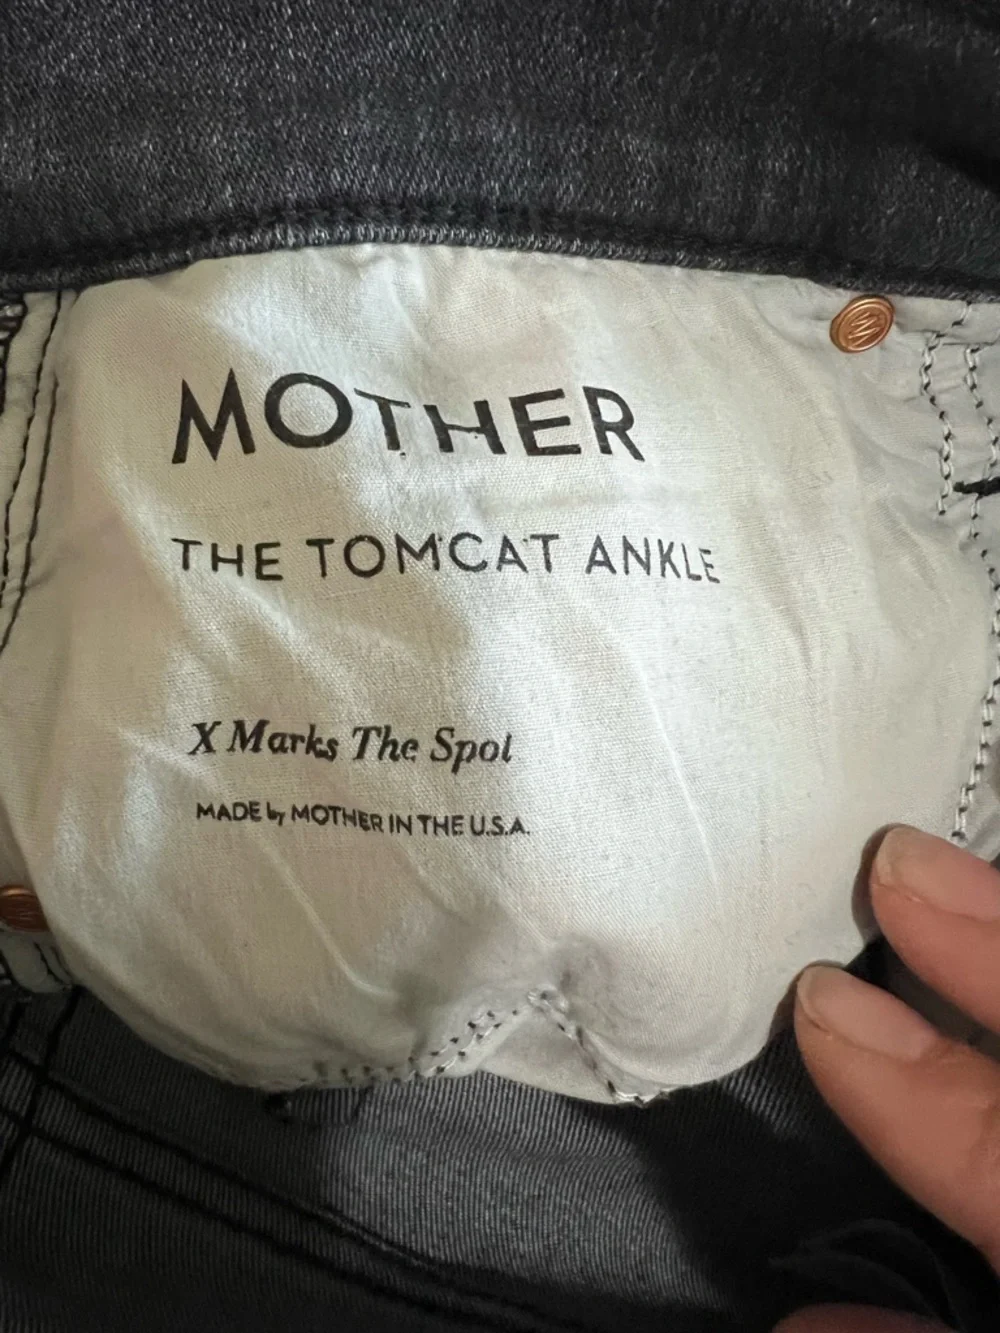 MOTHER
THE TOMCAT ANKLE
X Marks The Spot
MADE by MOTHER IN THE U.S.A.